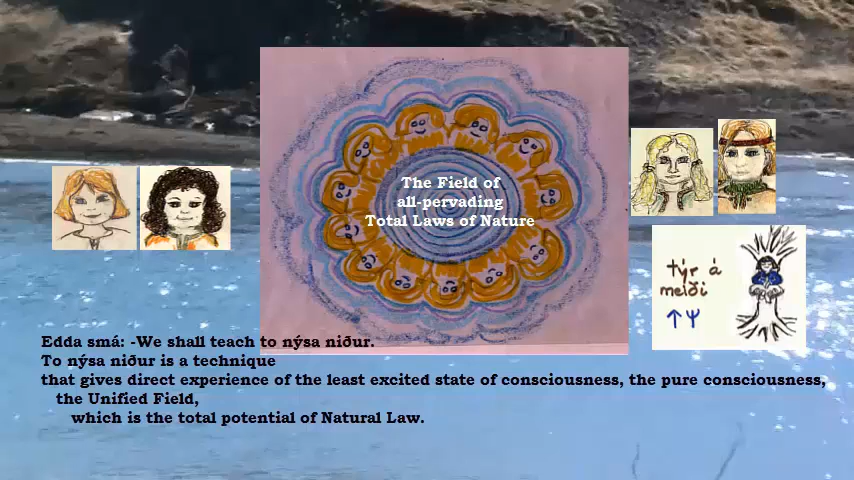 The Field of
all-pervading
Total Laws of Nature
týr á
meiði
↑ᛉ
Edda smá: -We shall teach to nýsa niður.
To nýsa niður is a technique
that gives direct experience of the least excited state of consciousness, the pure consciousness,
the Unified Field,
which is the total potential of Natural Law.